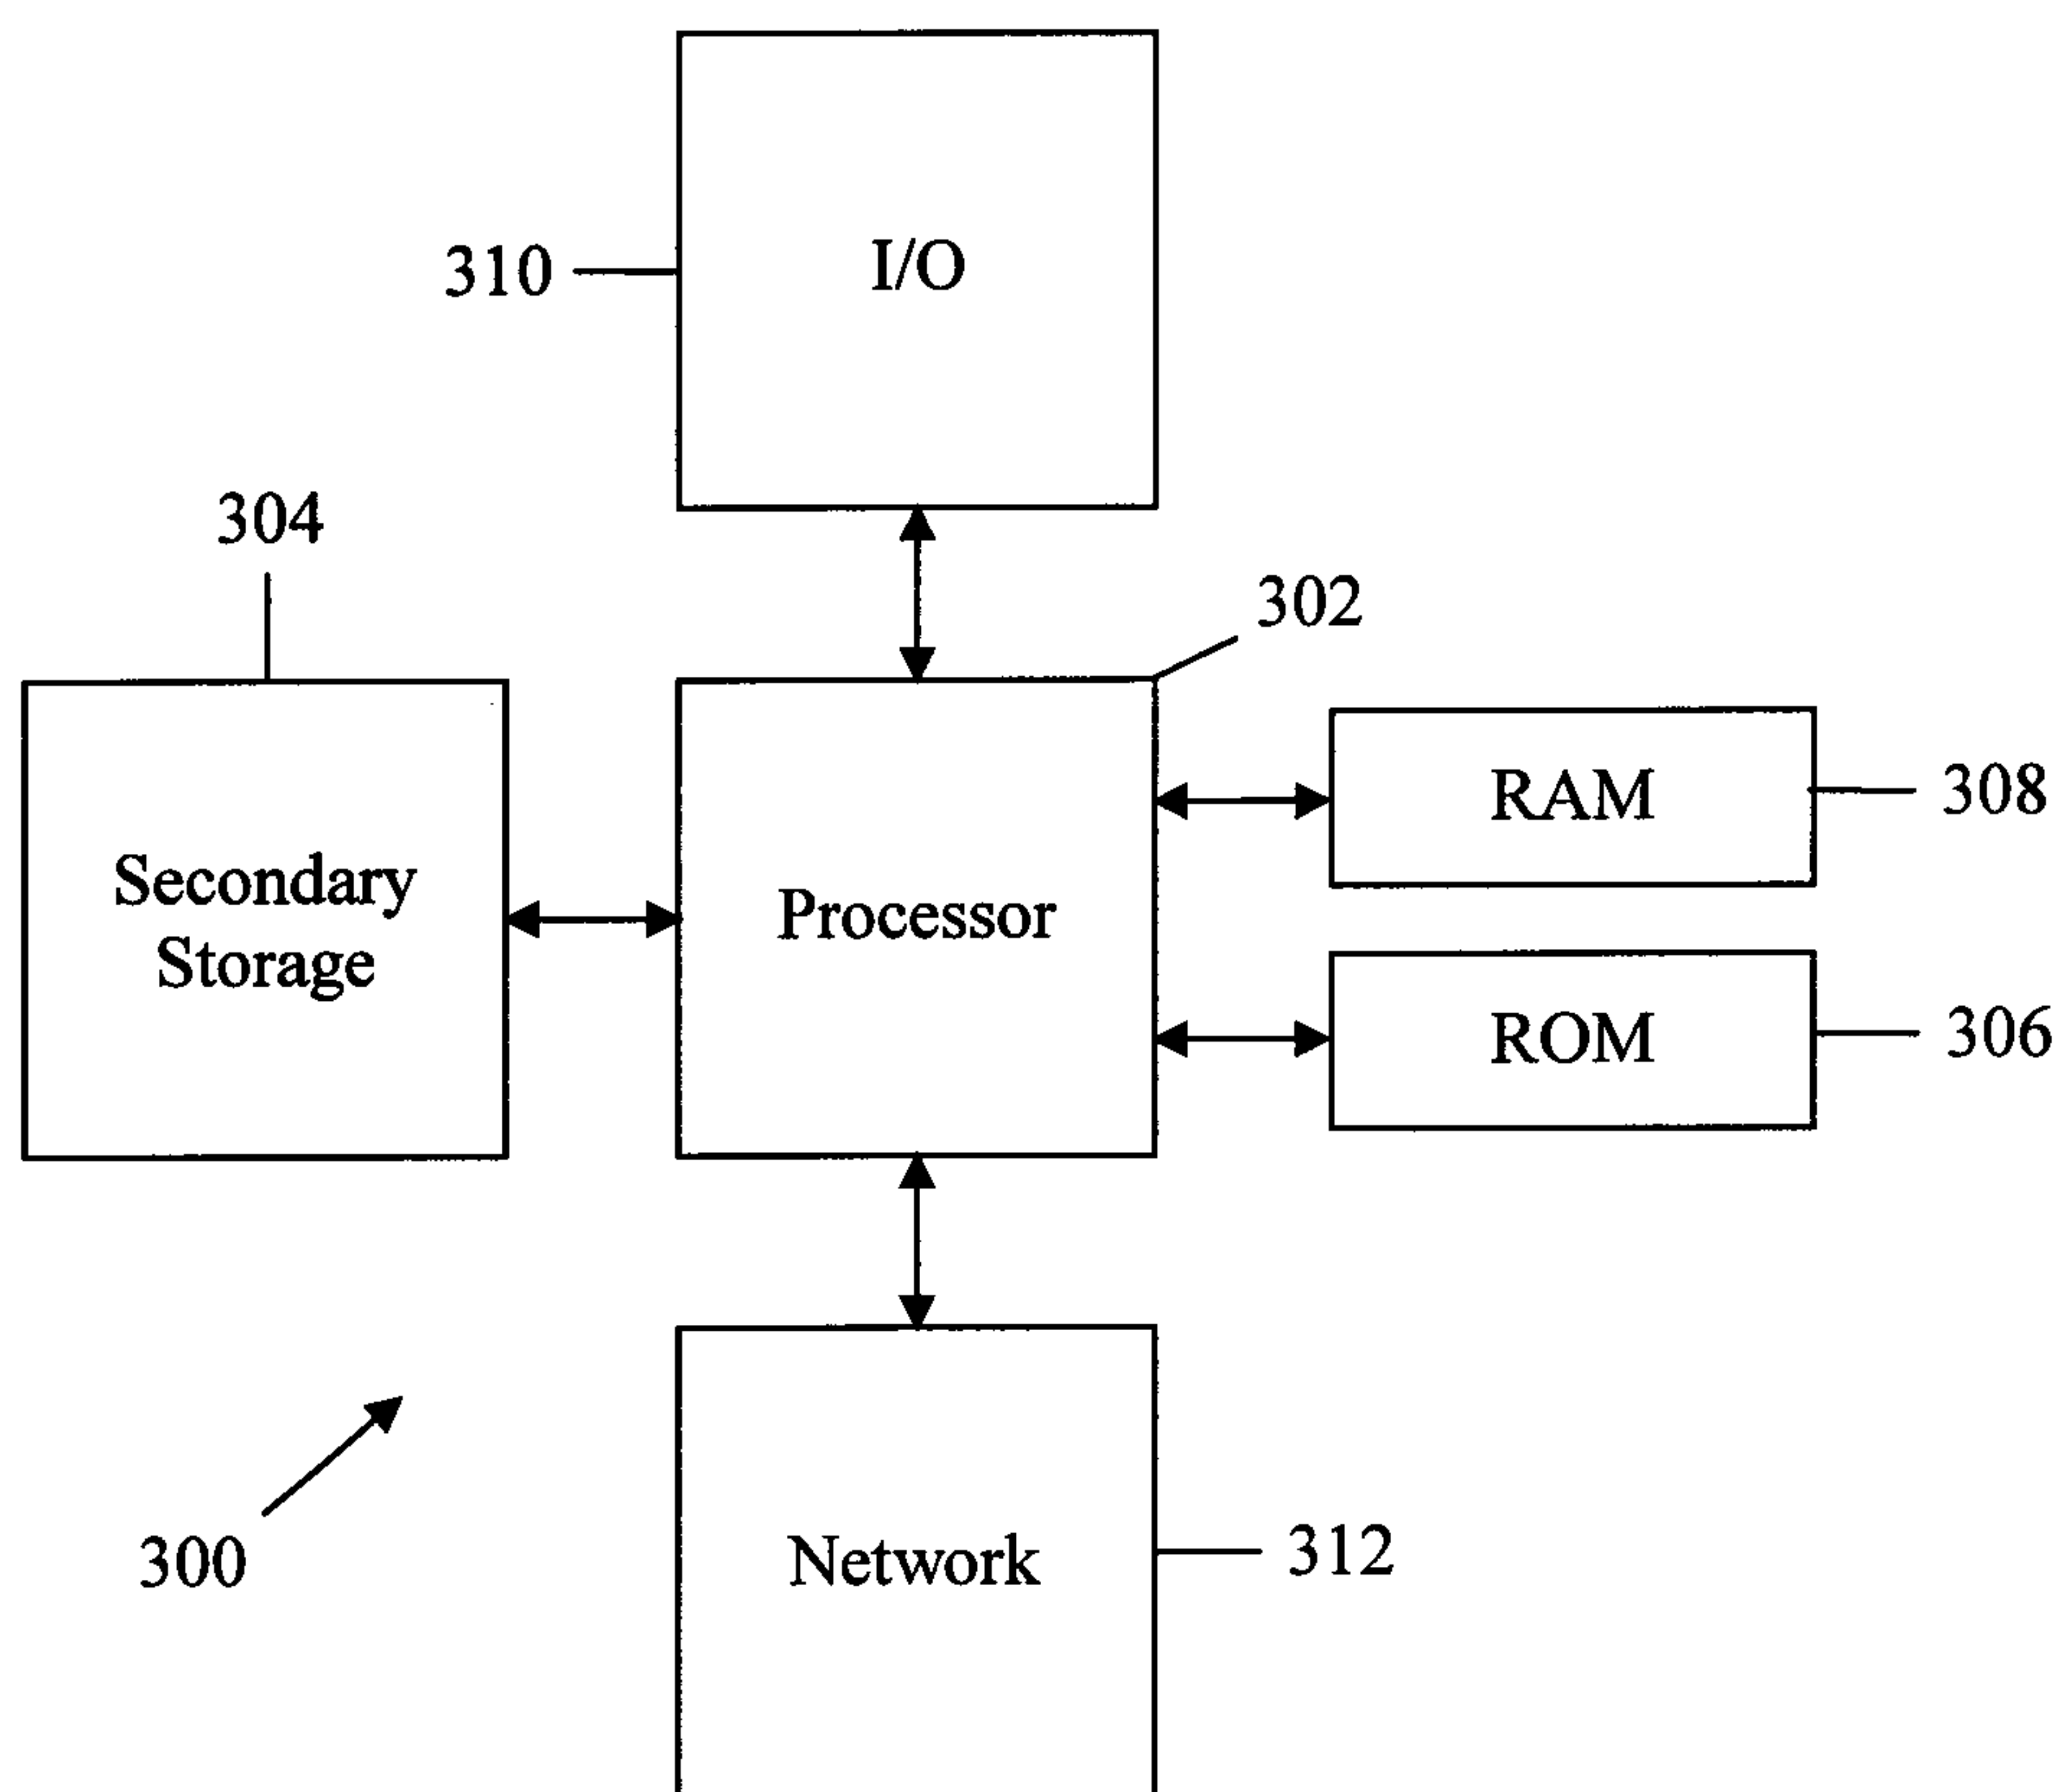 I/O
310
304
302
RAM
308
Secondary
Storage
Processor
ROM
306
300
Network
312